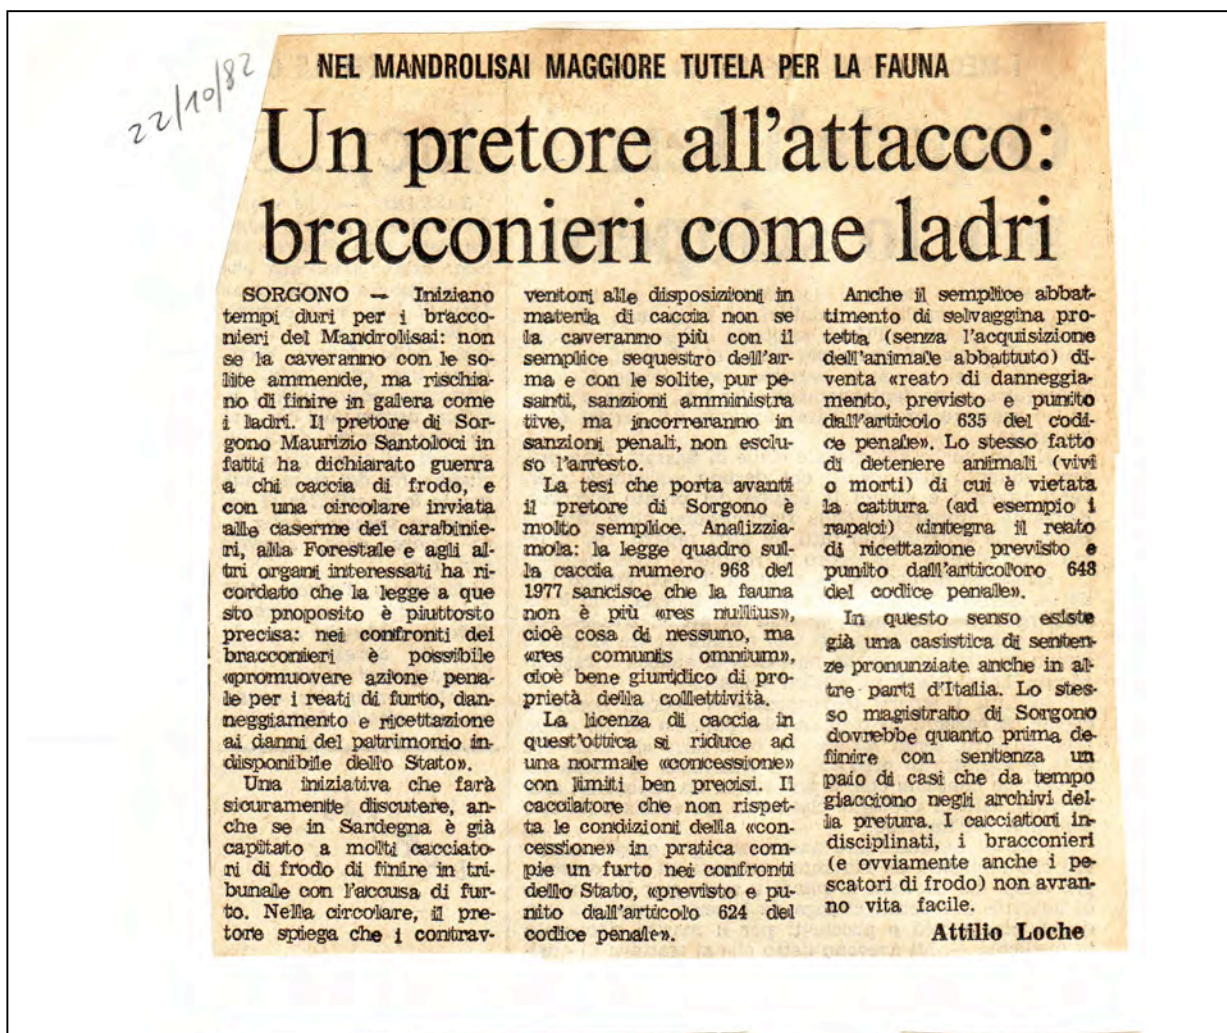 22/10/82
NEL MANDROLISAI MAGGIORE TUTELA PER LA FAUNA
Un pretore all'attacco:
bracconieri come ladri
SORGONO — Iniziano
tempi duri per i bracco-
nieri del Mandrolisai: non
se la caveranno con le so-
lite ammende, ma rischia-
no di finire in galera come
i ladri. Il pretore di Sor-
gono Maurizio Santoloci in
fatti ha dichiarato guerra
a chi caccia di frodo, e
con una circolare inviata
alle caserme dei carabinie-
ri, alla Forestale e agli al-
tri organi interessati ha ri-
cordato che la legge a que
sto proposito è piuttosto
precisa: nei confronti dei
bracconieri è possibile
«promuovere azione pena-
le per i reati di furto, dan-
neggiamento e ricettazione
ai danni del patrimonio in-
disponibile dello Stato».
Una iniziativa che farà
sicuramente discutere, an-
che se in Sardegna è già
capitato a molti cacciato-
ri di frodo di finire in tri-
bunale con l'accusa di fur-
to. Nella circolare, il pre-
tore spiega che i contrav-
ventori alle disposizioni in
materia di caccia non se
la caveranno più con il
semplice sequestro dell'ar-
ma e con le solite, pur pe-
santi, sanzioni amministra
tive, ma incorreranno in
sanzioni penali, non esclu-
so l'arresto.
La tesi che porta avanti
il pretore di Sorgono è
molto semplice. Analizzia-
mola: la legge quadro sul-
la caccia numero 968 del
1977 sancisce che la fauna
non è più «res nullius»,
cioè cosa di nessuno, ma
«res comunis omnium»,
cioè bene giuridico di pro-
prietà della collettività.
La licenza di caccia in
quest'ottica si riduce ad
una normale «concessione»
con limiti ben precisi. Il
cacciatore che non rispet-
ta le condizioni della «con-
cessione» in pratica com-
pie un furto nei confronti
dello Stato, «previsto e pu-
nito dall'articolo 624 del
codice penale».
Anche il semplice abbat-
timento di selvaggina pro-
tetta (senza l'acquisizione
dell'animale abbattuto) di-
venta «reato di danneggia-
mento, previsto e punito
dall'articolo 635 del codi-
ce penale». Lo stesso fatto
di detenere animali (vivi
o morti) di cui è vietata
la cattura (ad esempio i
rapaci) «integra il reato
di ricettazione previsto e
punito dall'articoloro 648
del codice penale».
In questo senso esiste
già una casistica di senten-
ze pronunziate anche in al-
tre parti d'Italia. Lo stes-
so magistrato di Sorgono
dovrebbe quanto prima de-
finire con sentenza un
paio di casi che da tempo
giacciono negli archivi del-
la pretura. I cacciatori in-
disciplinati, i bracconieri
(e ovviamente anche i pe-
scatori di frodo) non avran-
no vita facile.
Attilio Loche